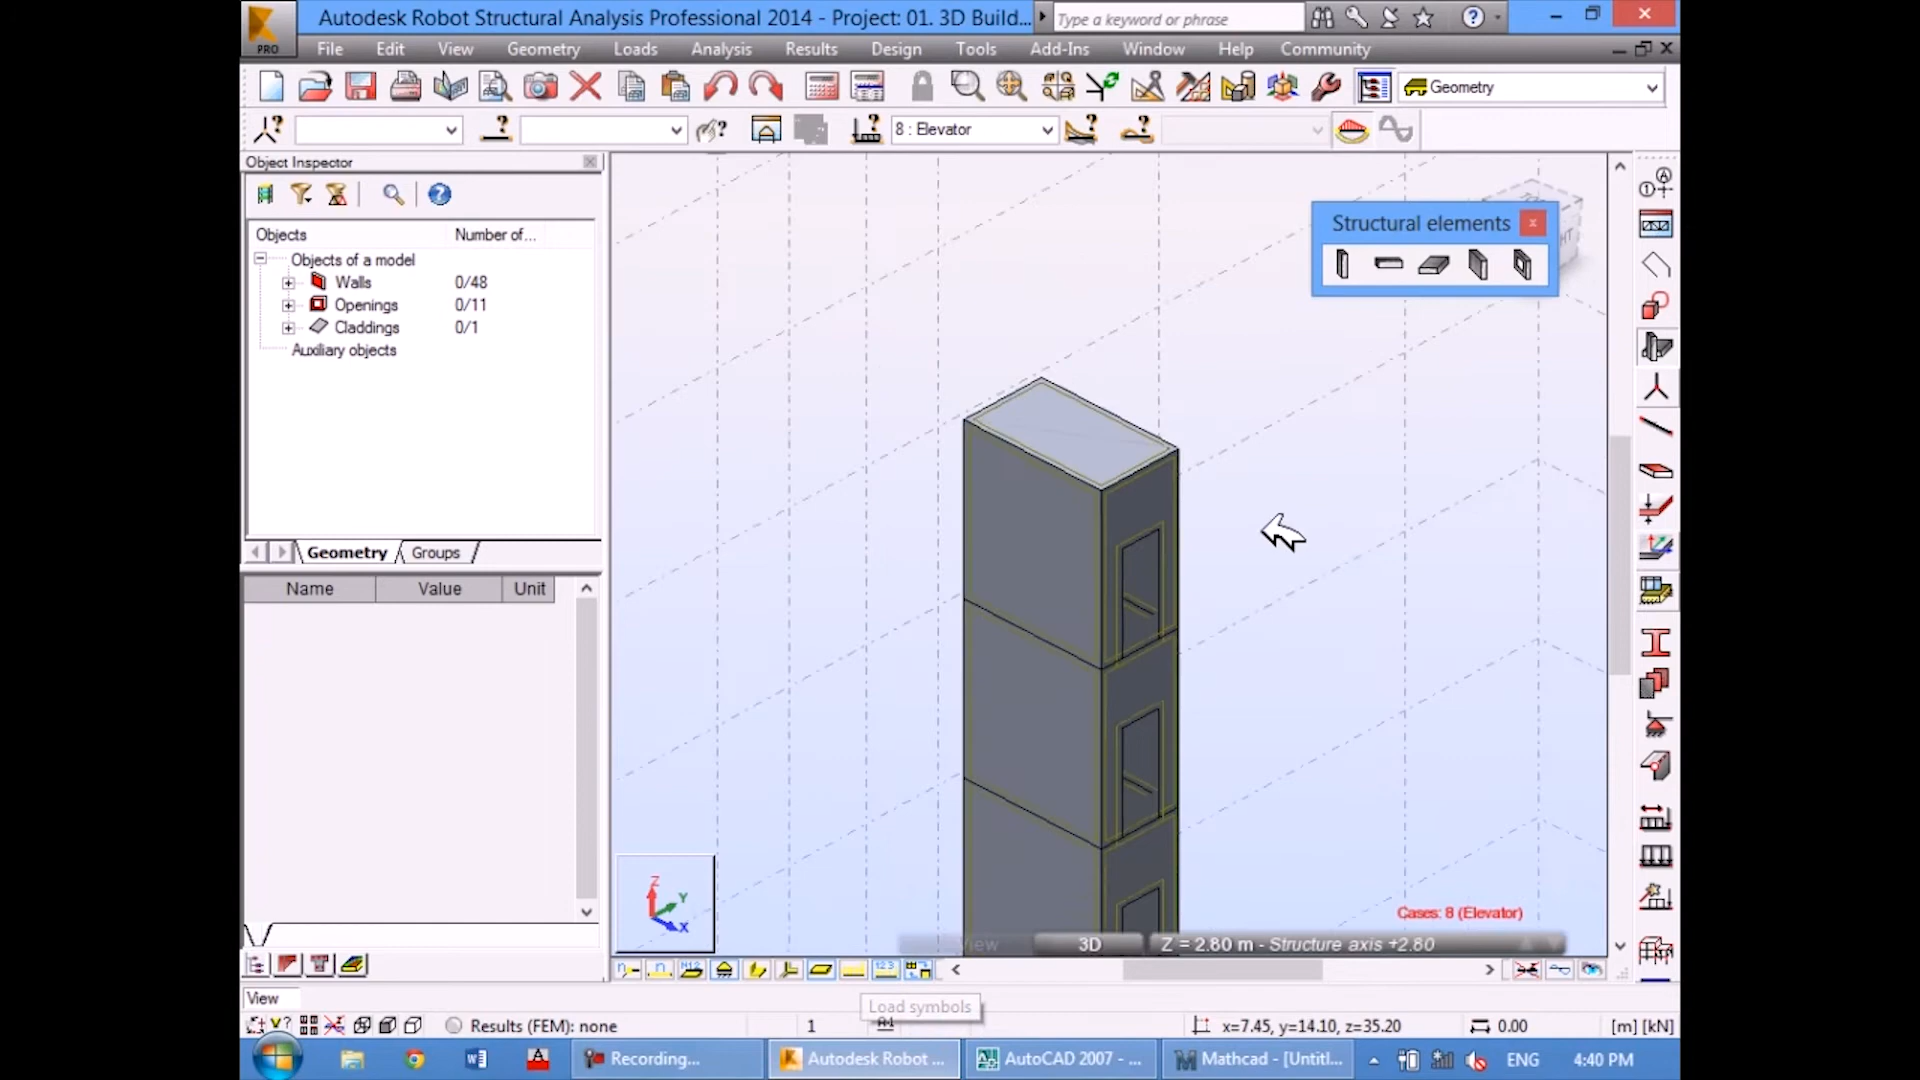 PRO
Autodesk Robot Structural Analysis Professional 2014 - Project: 01. 3D Build...
Type a keyword or phrase
File Edit View Geometry Loads Analysis Results Design Tools Add-Ins Window Help Community
Geometry
8 : Elevator
Object Inspector
Objects Number of...
Objects of a model
Walls 0/48
Openings 0/11
Claddings 0/1
Auxiliary objects
Geometry Groups
Name Value Unit
Structural elements
Z Y X
Cases: 8 (Elevator)
View 3D Z = 2.80 m - Structure axis +2.80
Load symbols
View
Results (FEM): none 1 x=7.45, y=14.10, z=35.20 0.00 [m] [kN]
Recording... Autodesk Robot ... AutoCAD 2007 - ... Mathcad - [Untitl... ENG 4:40 PM